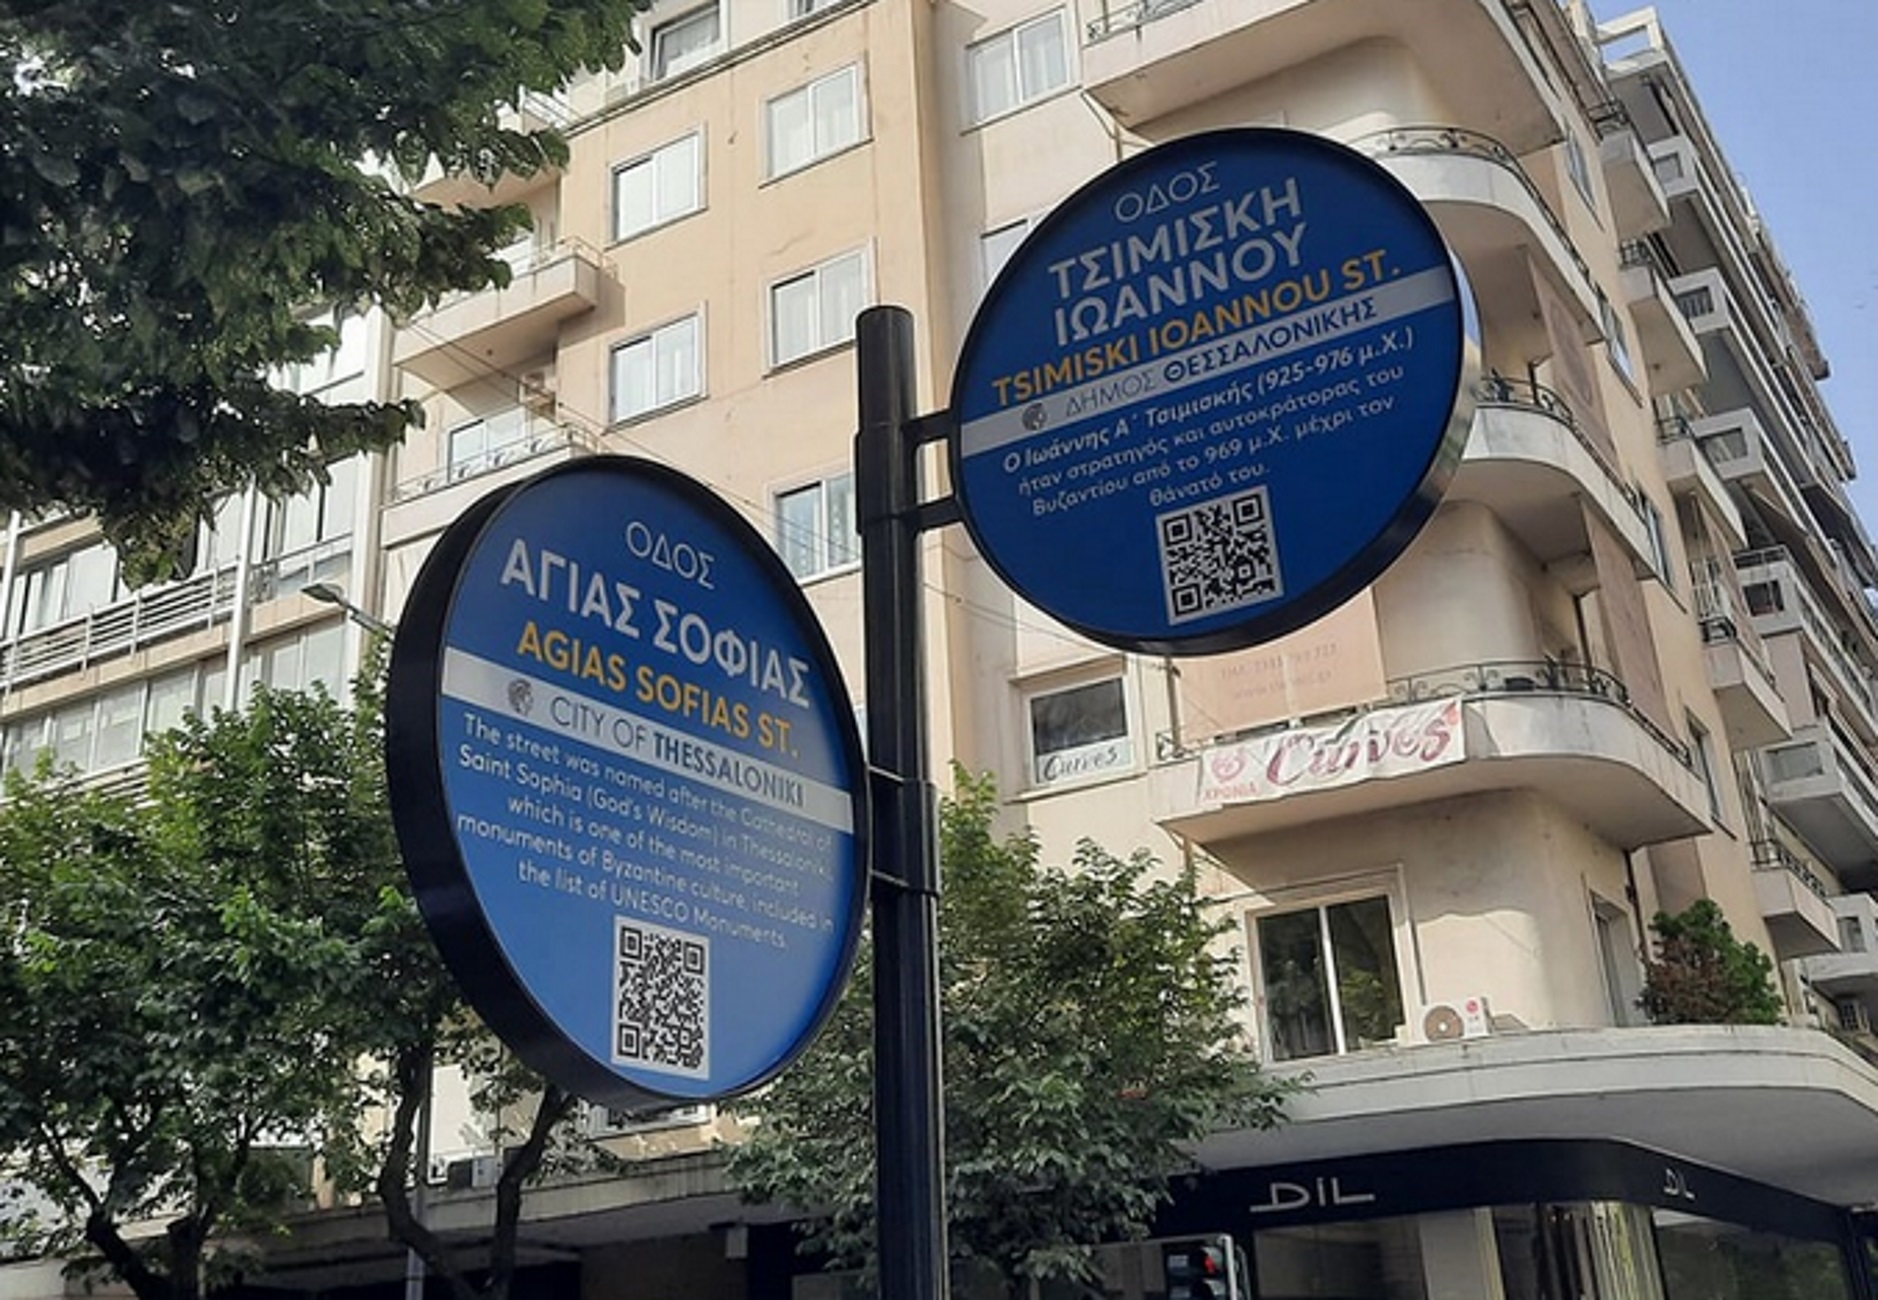 ΟΔΟΣ
ΤΣΙΜΙΣΚΗ
ΙΩΑΝΝΟΥ
TSIMISKI IOANNOU ST.
ΔΗΜΟΣ ΘΕΣΣΑΛΟΝΙΚΗΣ
Ο Ιωάννης Α΄ Τσιμισκής (925-976 μ.Χ.)
ήταν στρατηγός και αυτοκράτορας του
Βυζαντίου από το 969 μ.Χ. μέχρι τον
θάνατό του.
ΟΔΟΣ
ΑΓΙΑΣ ΣΟΦΙΑΣ
AGIAS SOFIAS ST.
CITY OF THESSALONIKI
The street was named after the Cathedral of
Saint Sophia (God's Wisdom) in Thessaloniki,
which is one of the most important
monuments of Byzantine culture, included in
the list of UNESCO Monuments.
Curves
ΧΡΟΝΙΑ
Curves
DIL
DIL